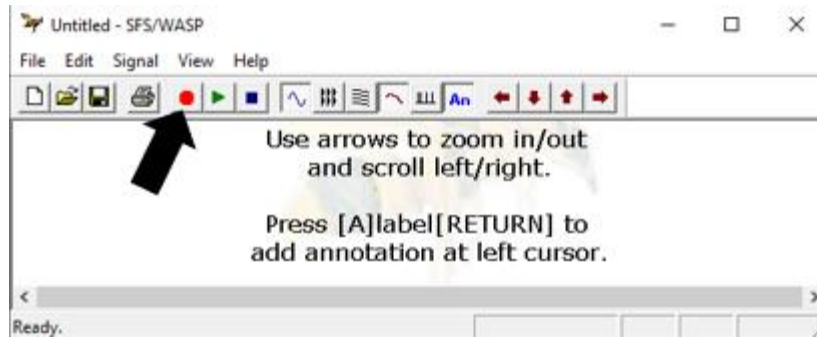 Untitled - SFS/WASP
File Edit Signal View Help
An
Use arrows to zoom in/out
and scroll left/right.
Press [A]label[RETURN] to
add annotation at left cursor.
Ready.